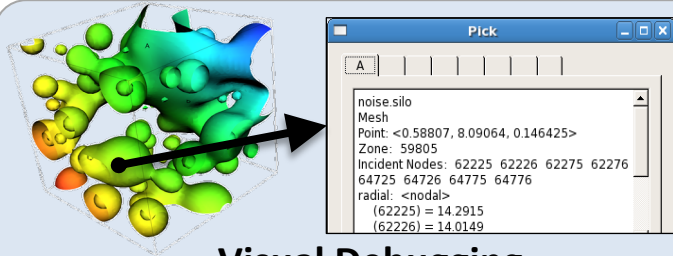 A
Pick
A
noise.silo
Mesh
Point: <0.58807, 8.09064, 0.146425>
Zone: 59805
Incident Nodes: 62225 62226 62275 62276
64725 64726 64775 64776
radial: <nodal>
(62225) = 14.2915
(62226) = 14.0149
Visual Debugging